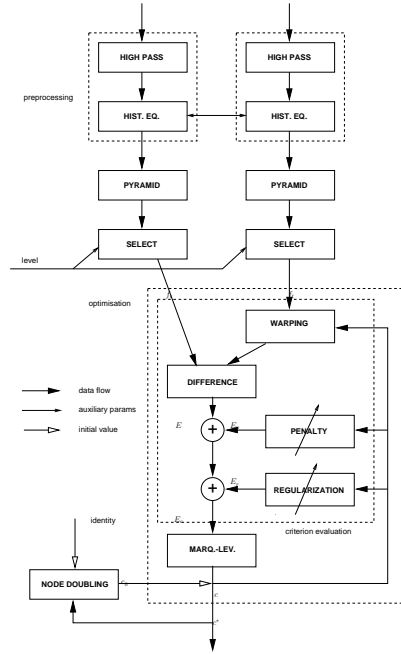 HIGH PASS
HIGH PASS
preprocessing
HIST. EQ.
HIST. EQ.
PYRAMID
PYRAMID
SELECT
SELECT
level
optimisation
WARPING
DIFFERENCE
data flow
auxiliary params
initial value
E
+
PENALTY
+
REGULARIZATION
identity
criterion evaluation
MARQ.-LEV.
NODE DOUBLING
c